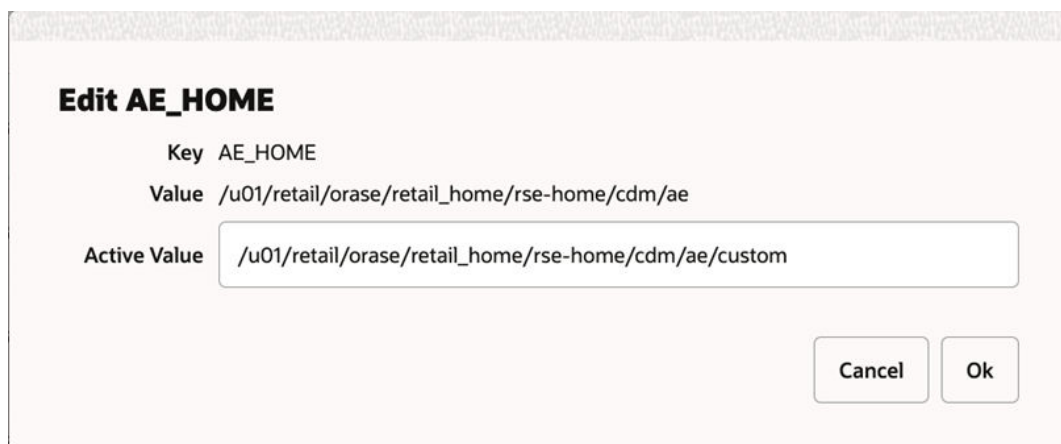 Edit AE_HOME
Key AE_HOME
Value /u01/retail/orase/retail_home/rse-home/cdm/ae
Active Value /u01/retail/orase/retail_home/rse-home/cdm/ae/custom
Cancel Ok